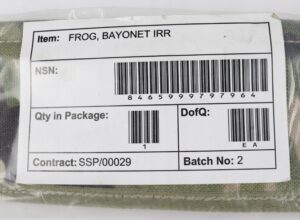 Item: FROG, BAYONET IRR
NSN:
8465999797964
Qty in Package:
1
DofQ:
EA
Contract: SSP/00029
Batch No: 2